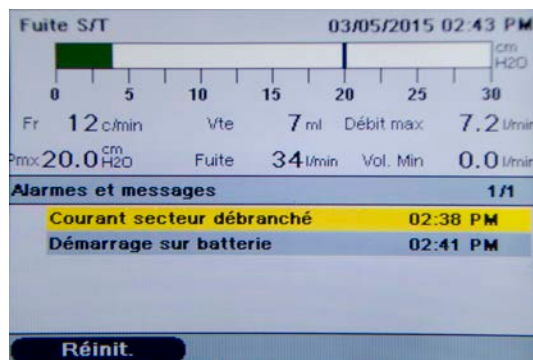 Fuite S/T 03/05/2015 02:43 PM
cm
H2O
0 5 10 15 20 25 30
Fr 12 c/min Vte 7 ml Débit max 7.2 l/min
Pmx 20.0 cm H2O Fuite 34 l/min Vol. Min 0.0 l/min
Alarmes et messages 1/1
Courant secteur débranché 02:38 PM
Démarrage sur batterie 02:41 PM
Réinit.